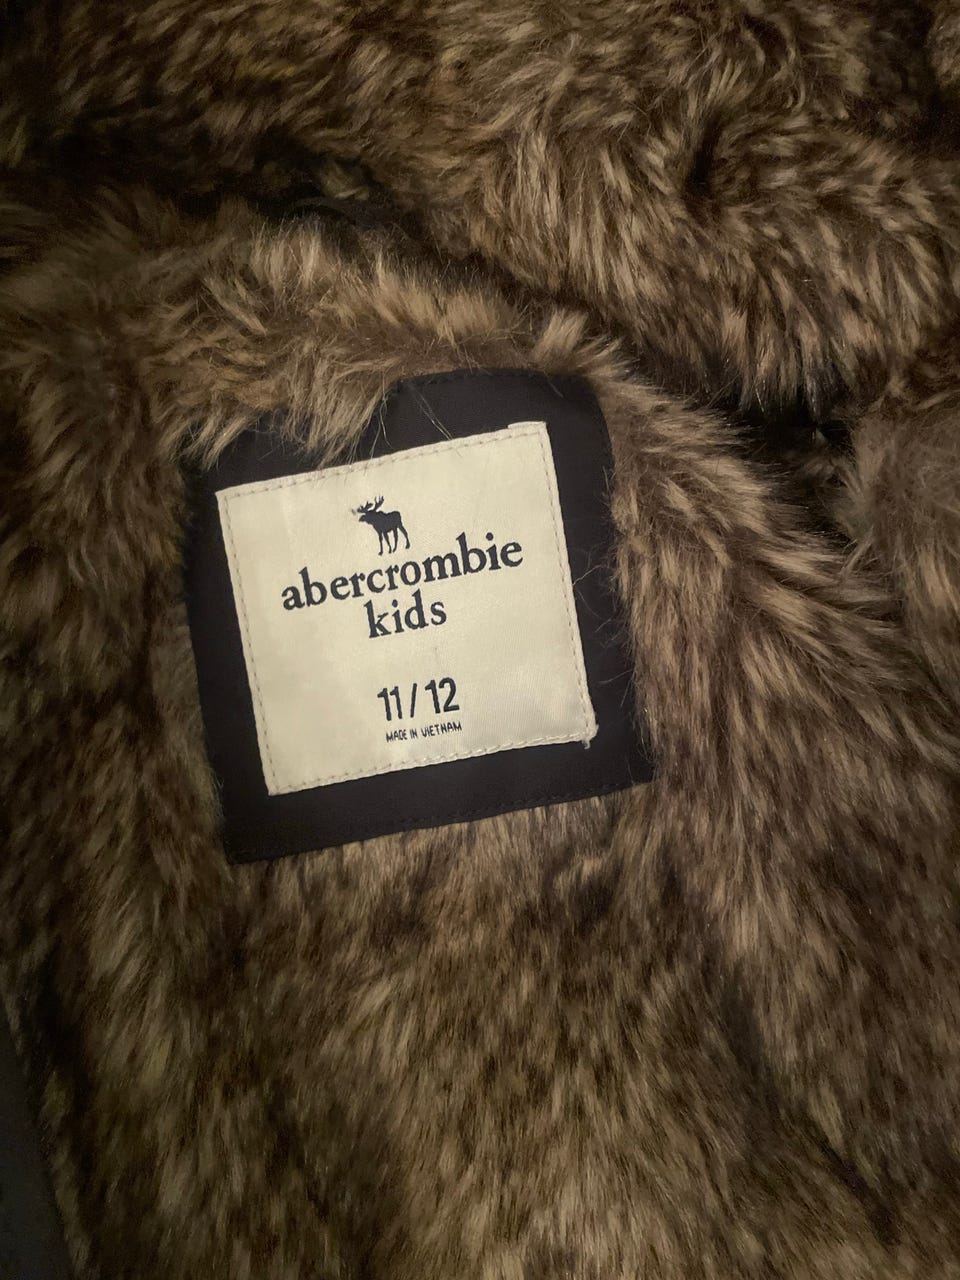 abercrombie
kids
11/12
MADE IN VIETNAM